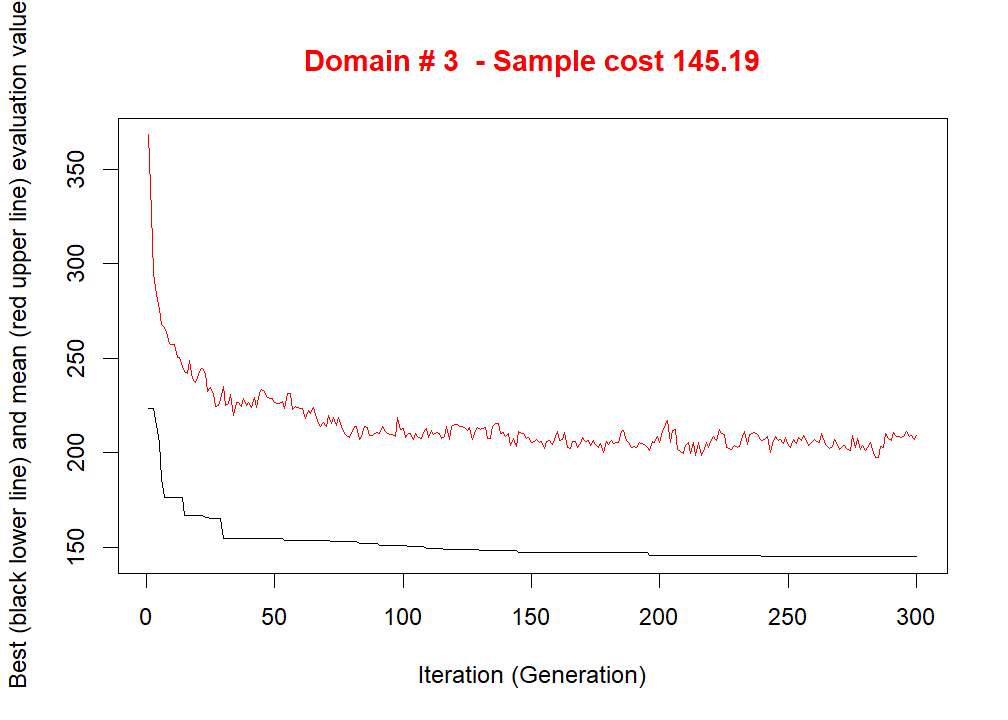 Domain # 3  - Sample cost 145.19
Best (black lower line) and mean (red upper line) evaluation value
350
300
250
200
150
0 50 100 150 200 250 300
Iteration (Generation)